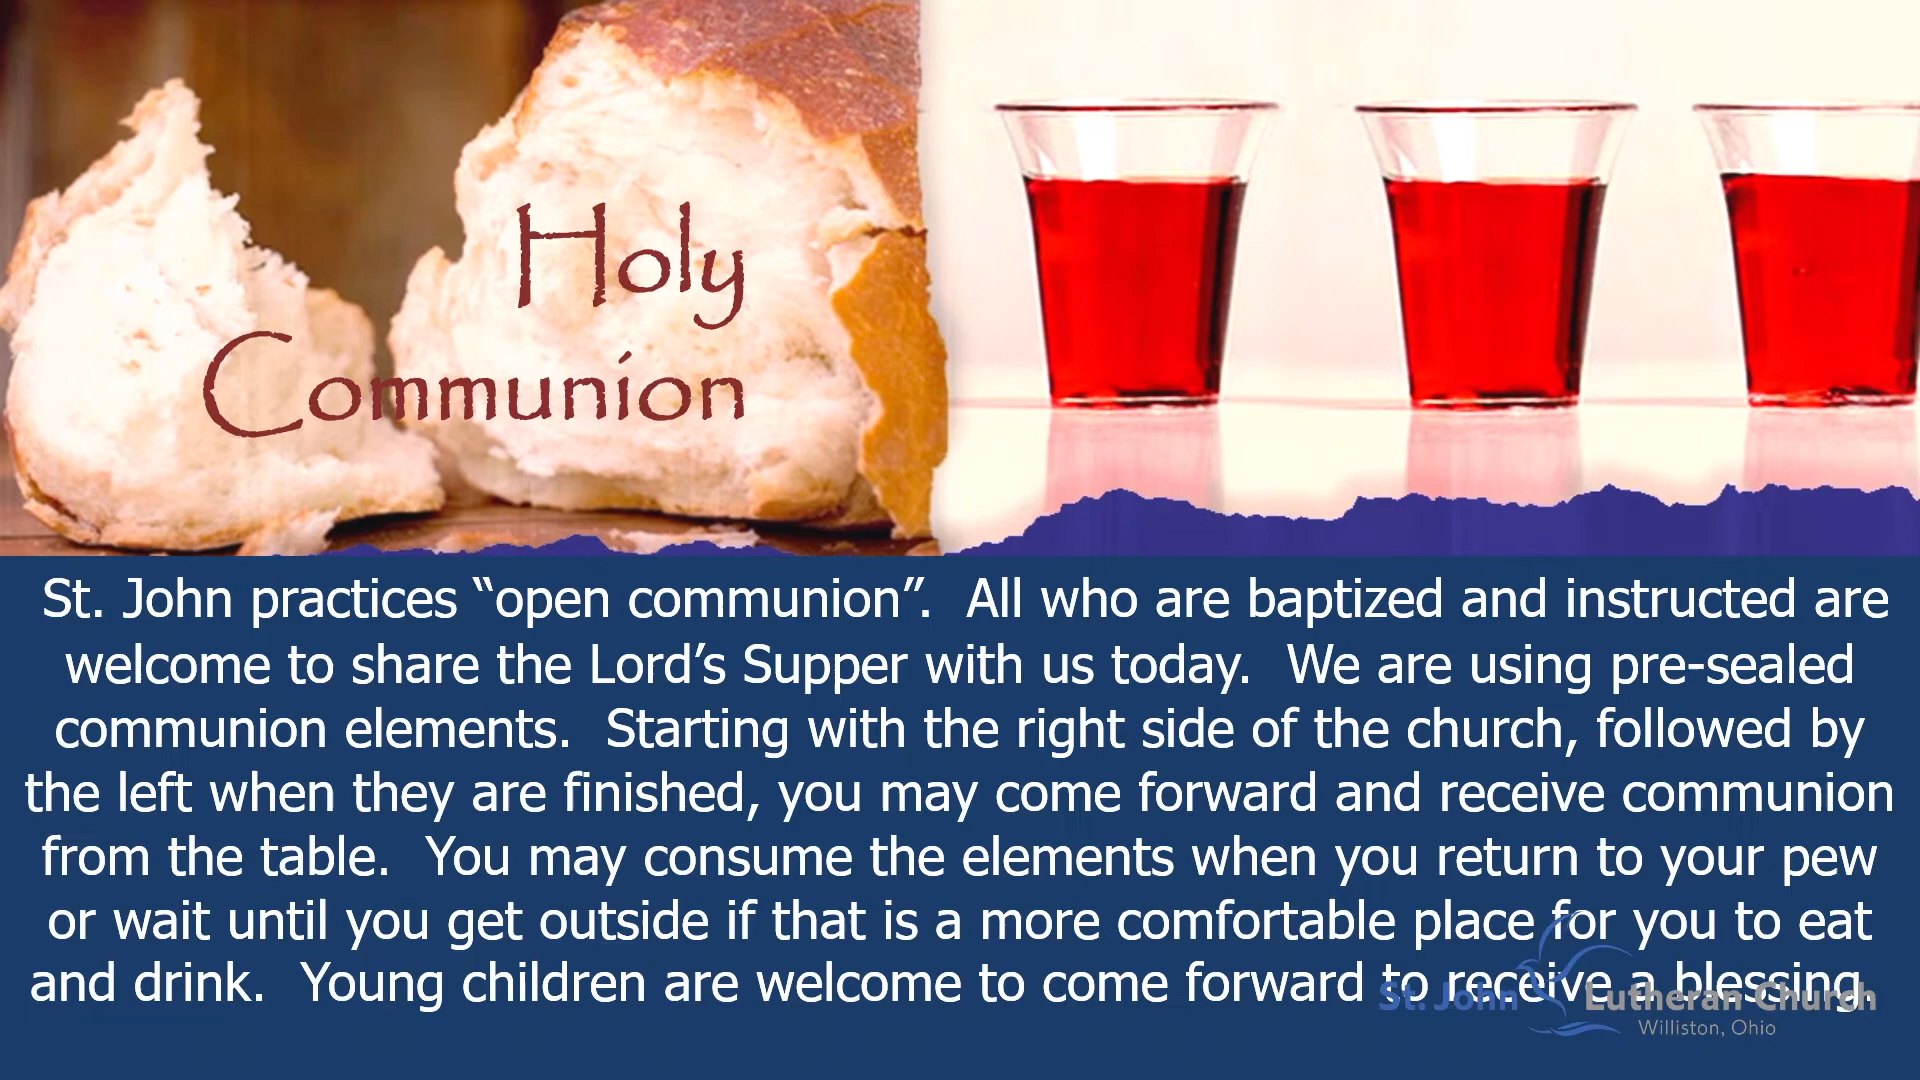 Holy
Communion
St. John practices “open communion”.  All who are baptized and instructed are
welcome to share the Lord’s Supper with us today.  We are using pre-sealed
communion elements.  Starting with the right side of the church, followed by
the left when they are finished, you may come forward and receive communion
from the table.  You may consume the elements when you return to your pew
or wait until you get outside if that is a more comfortable place for you to eat
and drink.  Young children are welcome to come forward to receive a blessing.
St. John Lutheran Church
Williston, Ohio